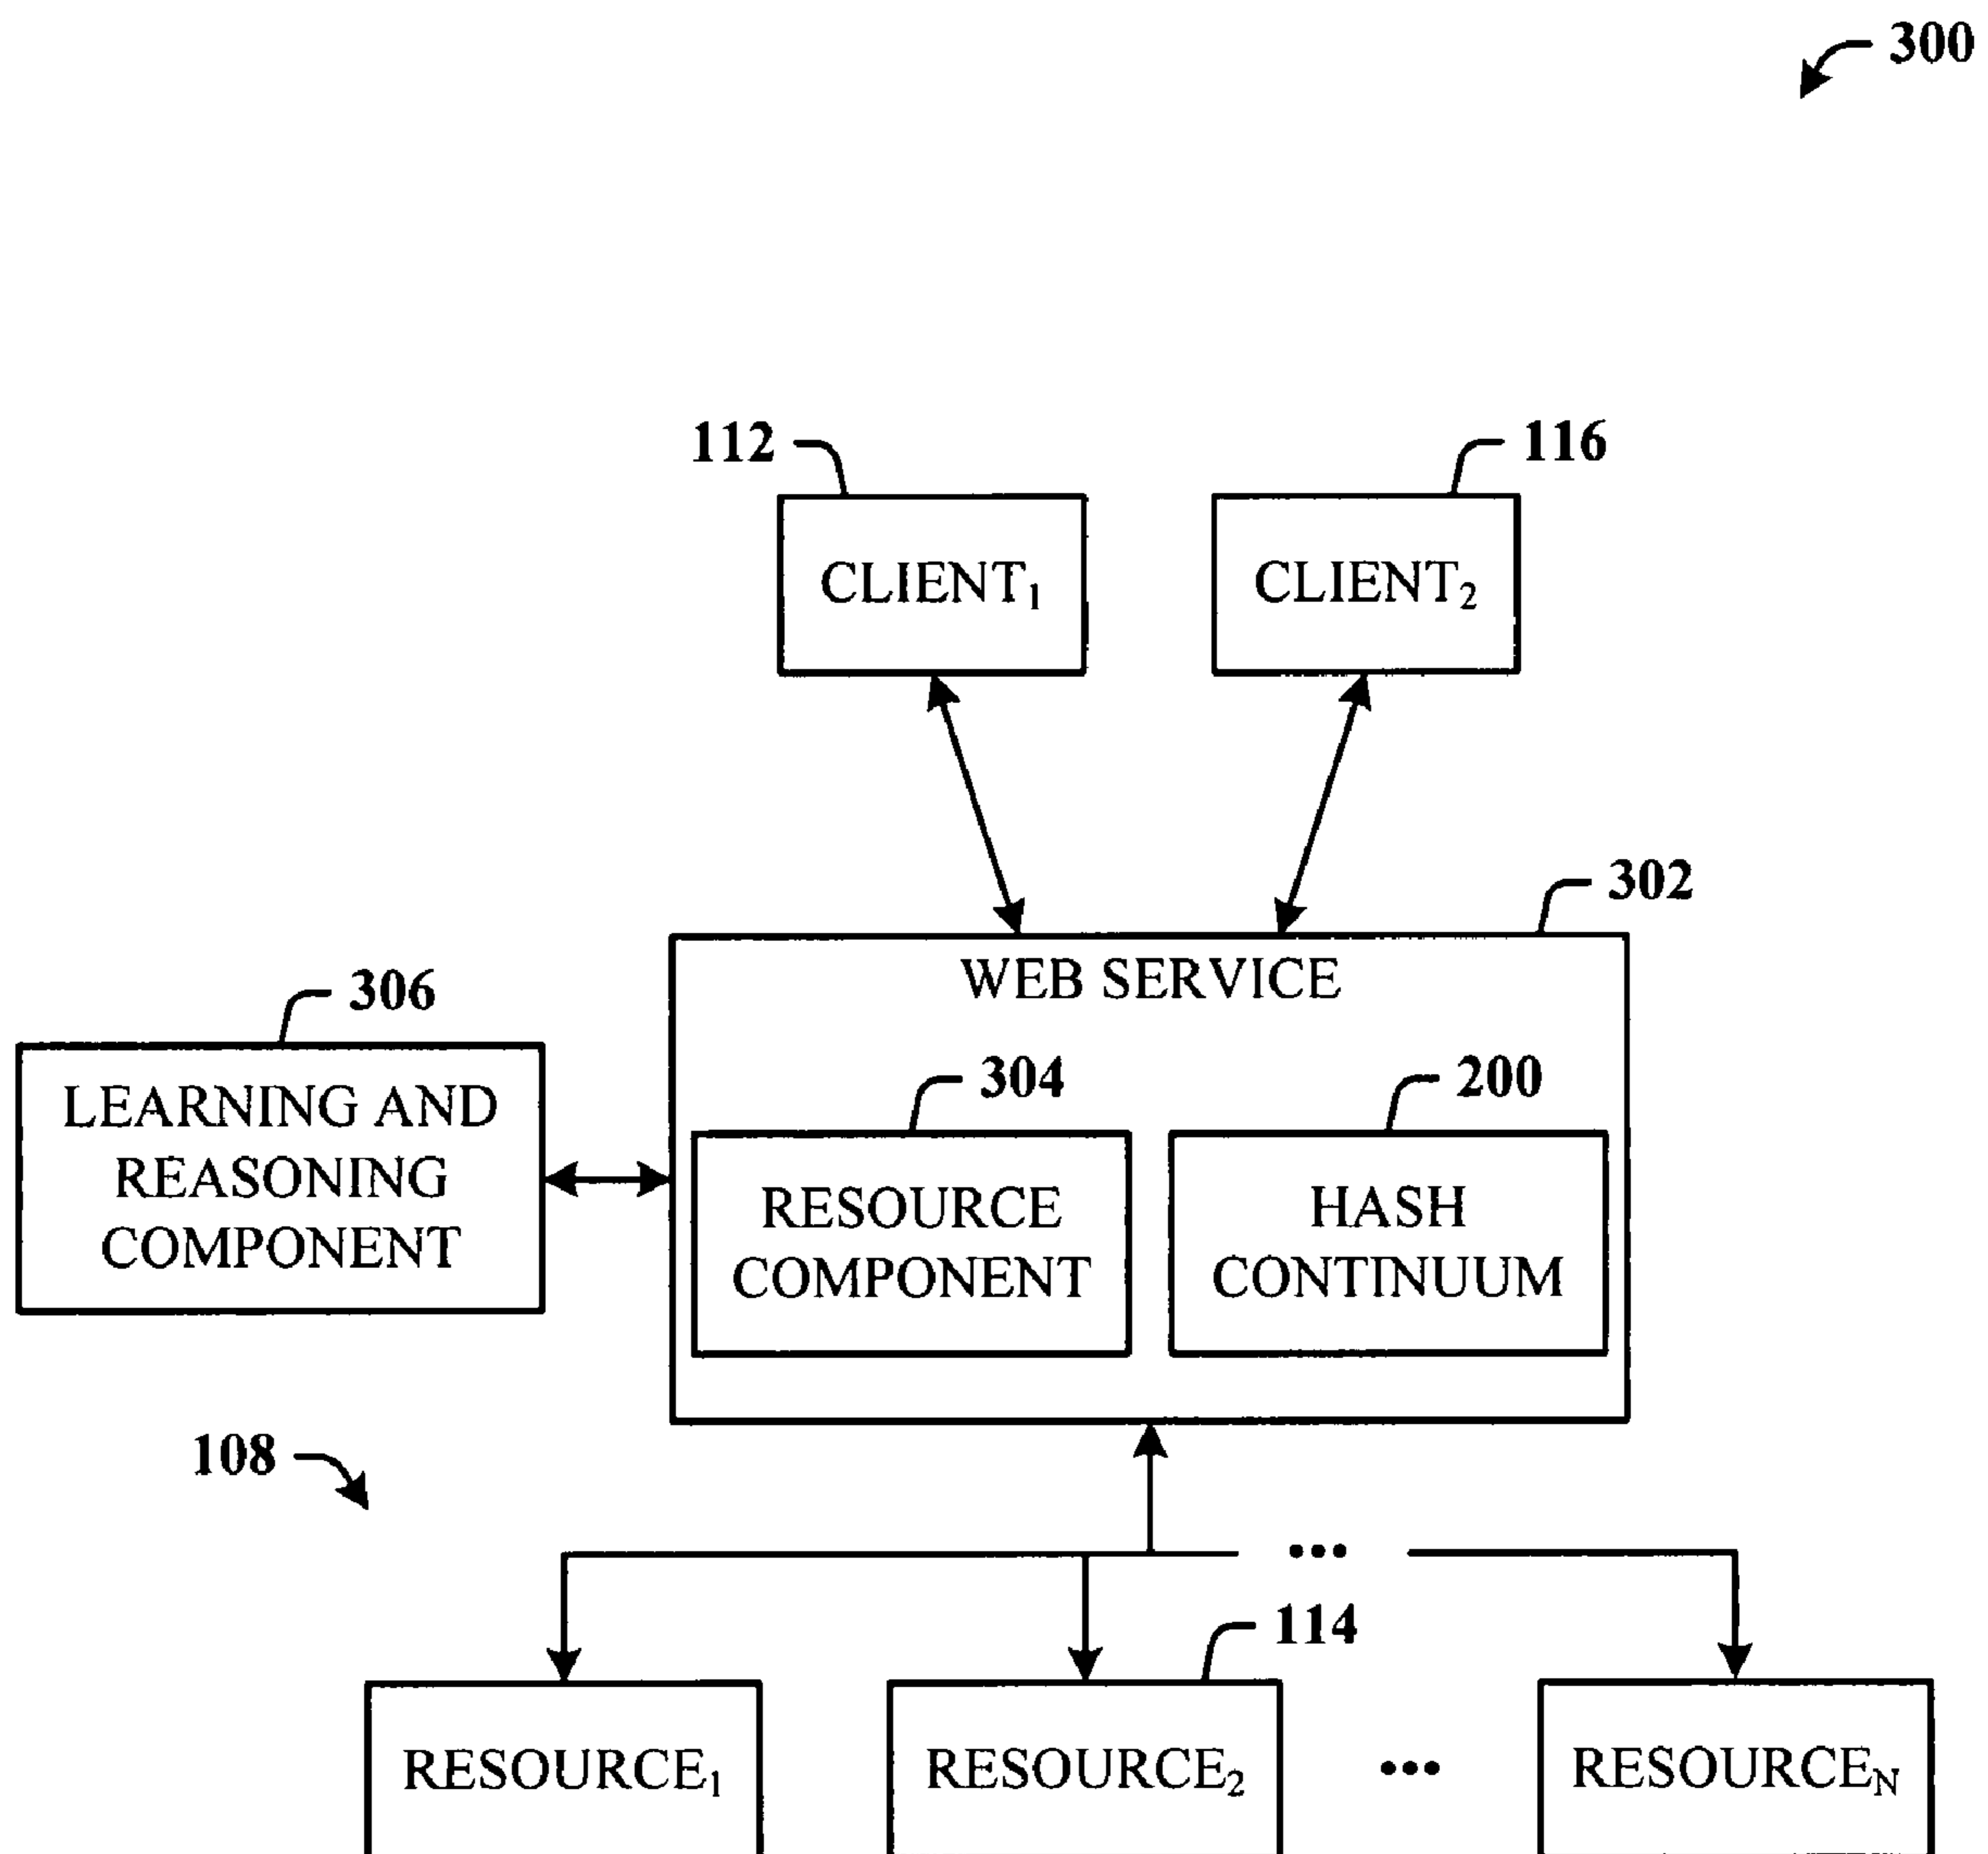 300
112
116
CLIENT₁
CLIENT₂
302
WEB SERVICE
306
LEARNING AND
REASONING
COMPONENT
304
RESOURCE
COMPONENT
200
HASH
CONTINUUM
108
•••
114
RESOURCE₁
RESOURCE₂
•••
RESOURCE_N